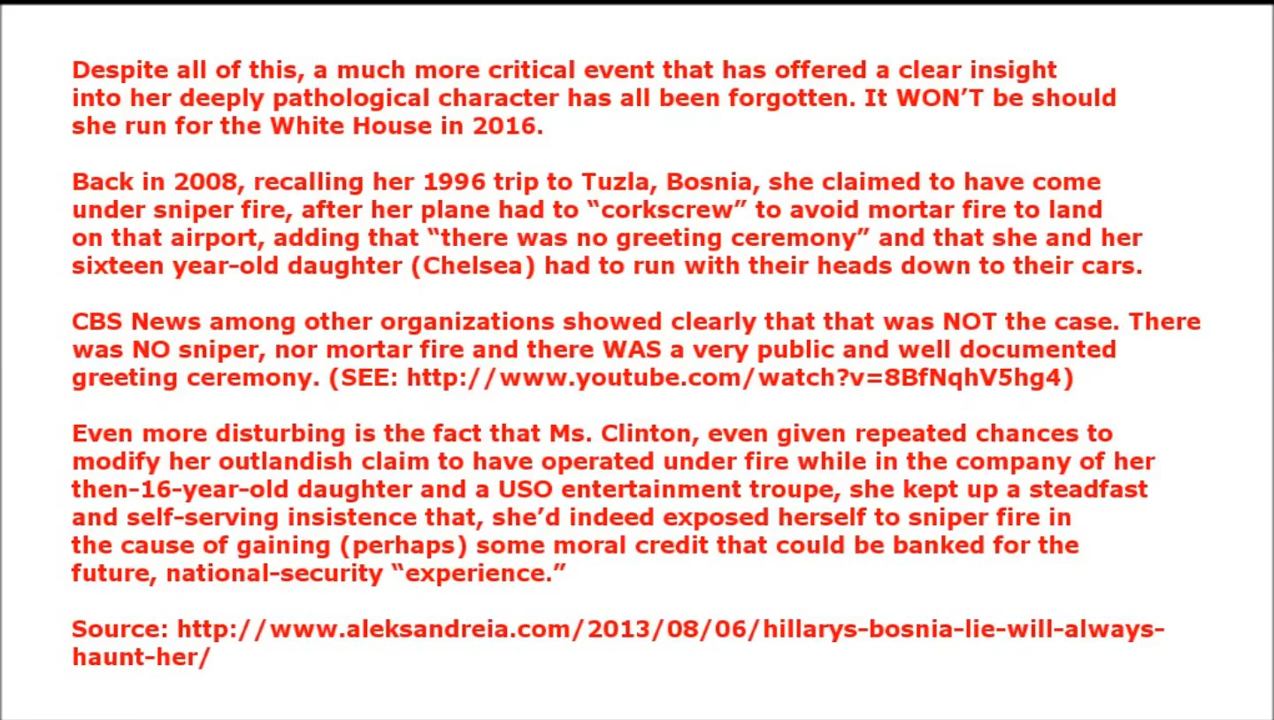 Despite all of this, a much more critical event that has offered a clear insight
into her deeply pathological character has all been forgotten. It WON’T be should
she run for the White House in 2016.
Back in 2008, recalling her 1996 trip to Tuzla, Bosnia, she claimed to have come
under sniper fire, after her plane had to “corkscrew” to avoid mortar fire to land
on that airport, adding that “there was no greeting ceremony” and that she and her
sixteen year-old daughter (Chelsea) had to run with their heads down to their cars.
CBS News among other organizations showed clearly that that was NOT the case. There
was NO sniper, nor mortar fire and there WAS a very public and well documented
greeting ceremony. (SEE: http://www.youtube.com/watch?v=8BfNqhV5hg4)
Even more disturbing is the fact that Ms. Clinton, even given repeated chances to
modify her outlandish claim to have operated under fire while in the company of her
then-16-year-old daughter and a USO entertainment troupe, she kept up a steadfast
and self-serving insistence that, she’d indeed exposed herself to sniper fire in
the cause of gaining (perhaps) some moral credit that could be banked for the
future, national-security “experience.”
Source: http://www.aleksandreia.com/2013/08/06/hillarys-bosnia-lie-will-always-
haunt-her/